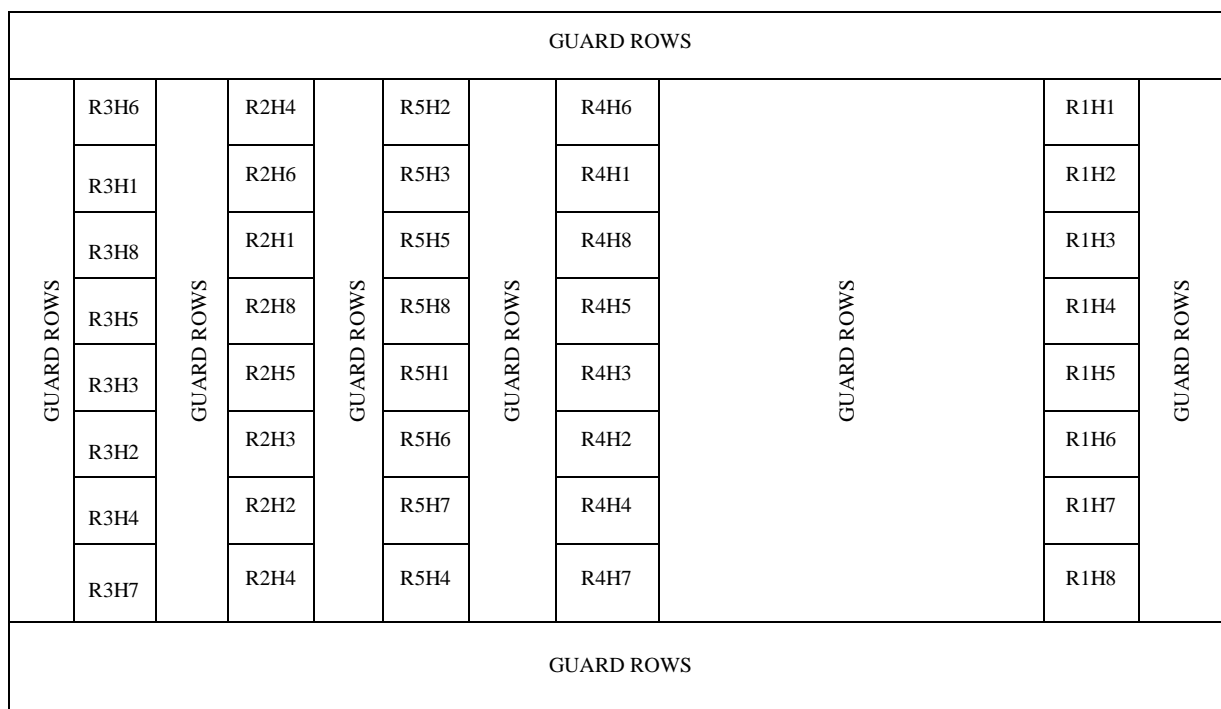 GUARD ROWS
R3H6 R2H4 R5H2 R4H6 R1H1
R3H1 R2H6 R5H3 R4H1 R1H2
R3H8 R2H1 R5H5 R4H8 R1H3
GUARD ROWS GUARD ROWS GUARD ROWS GUARD ROWS GUARD ROWS GUARD ROWS
R3H5 R2H8 R5H8 R4H5 R1H4
R3H3 R2H5 R5H1 R4H3 R1H5
R3H2 R2H3 R5H6 R4H2 R1H6
R3H4 R2H2 R5H7 R4H4 R1H7
R3H7 R2H4 R5H4 R4H7 R1H8
GUARD ROWS